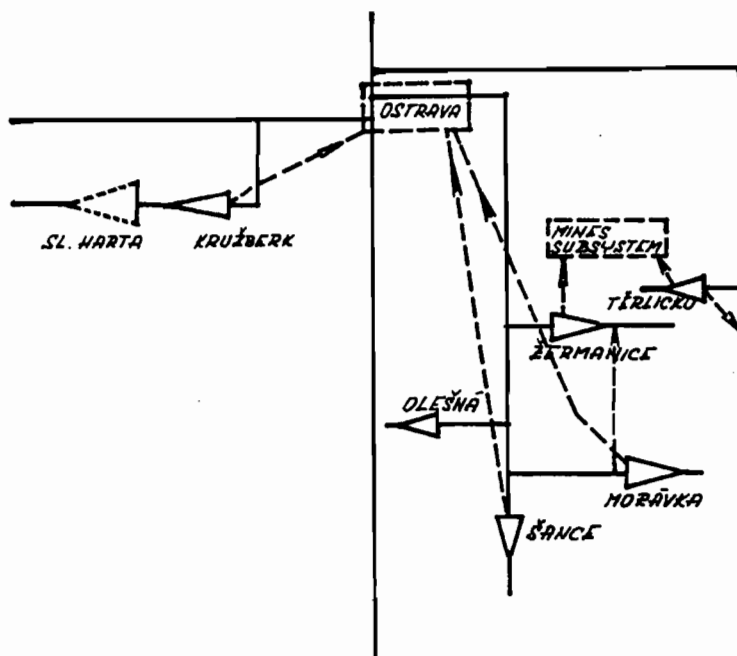 OSTRAVA
SL. HARTA
KRUŽBERK
MINES
SUBSYSTEM
TĚRLICKO
ŽERMANICE
OLEŠNÁ
MORÁVKA
ŠANCE